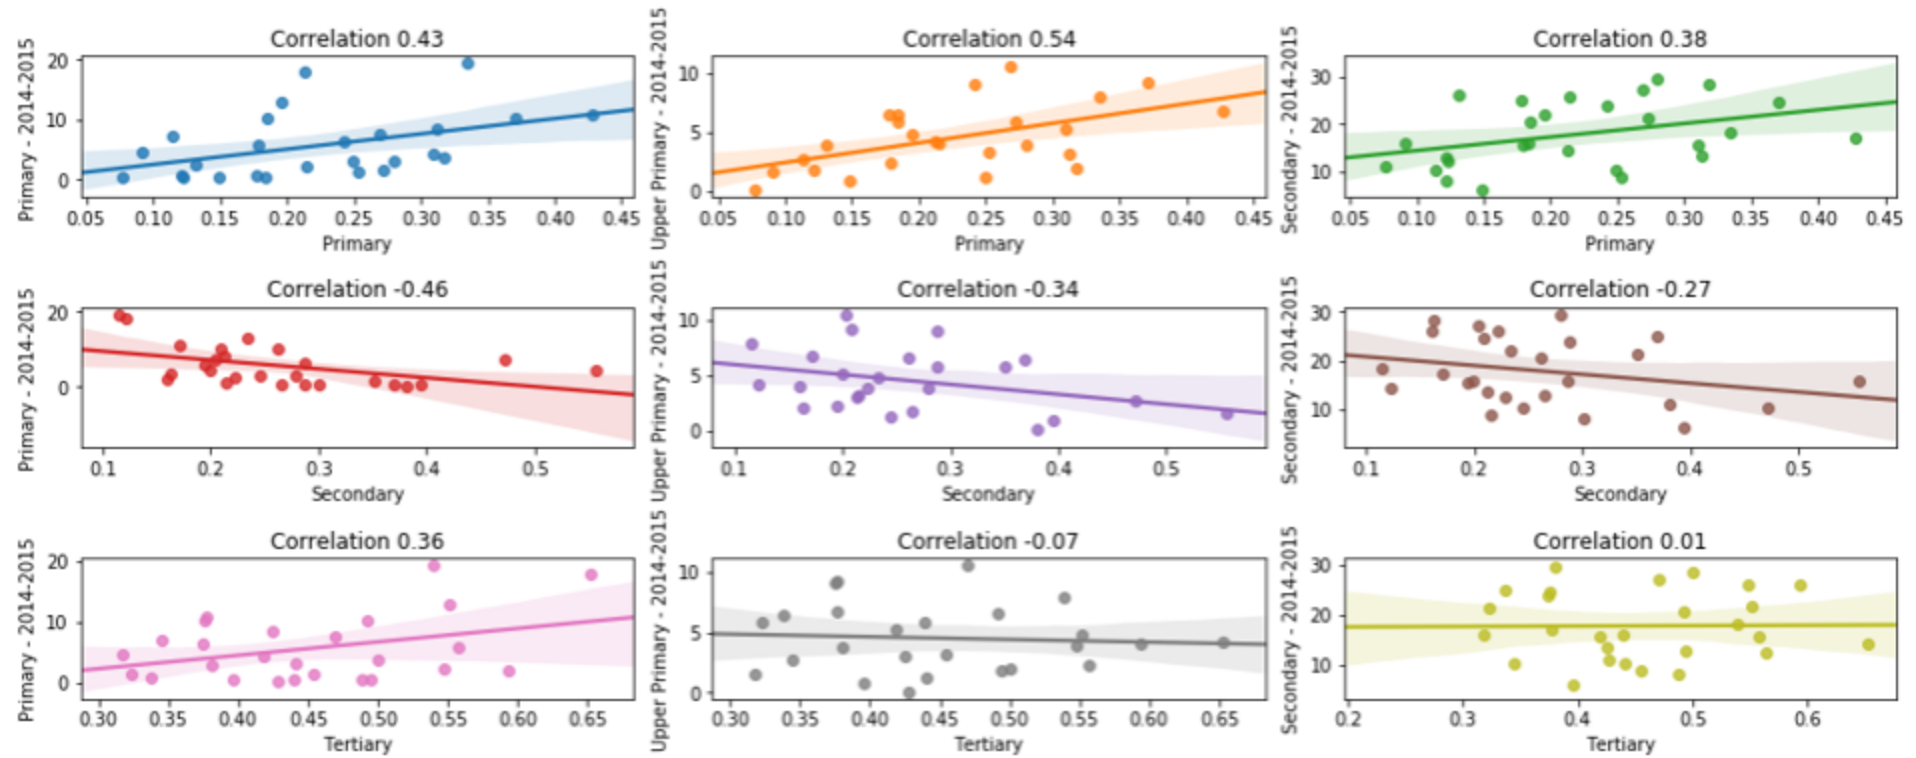 Correlation 0.43
Primary - 2014-2015
20
10
0
0.05 0.10 0.15 0.20 0.25 0.30 0.35 0.40 0.45
Primary
Correlation 0.54
Upper Primary - 2014-2015
10
5
0
0.05 0.10 0.15 0.20 0.25 0.30 0.35 0.40 0.45
Primary
Correlation 0.38
Secondary - 2014-2015
30
20
10
0.05 0.10 0.15 0.20 0.25 0.30 0.35 0.40 0.45
Primary
Correlation -0.46
Primary - 2014-2015
20
10
0
0.1 0.2 0.3 0.4 0.5
Secondary
Correlation -0.34
Upper Primary - 2014-2015
10
5
0
0.1 0.2 0.3 0.4 0.5
Secondary
Correlation -0.27
Secondary - 2014-2015
30
20
10
0.1 0.2 0.3 0.4 0.5
Secondary
Correlation 0.36
Primary - 2014-2015
20
10
0
0.30 0.35 0.40 0.45 0.50 0.55 0.60 0.65
Tertiary
Correlation -0.07
Upper Primary - 2014-2015
10
5
0
0.30 0.35 0.40 0.45 0.50 0.55 0.60 0.65
Tertiary
Correlation 0.01
Secondary - 2014-2015
30
20
10
0.2 0.3 0.4 0.5 0.6
Tertiary